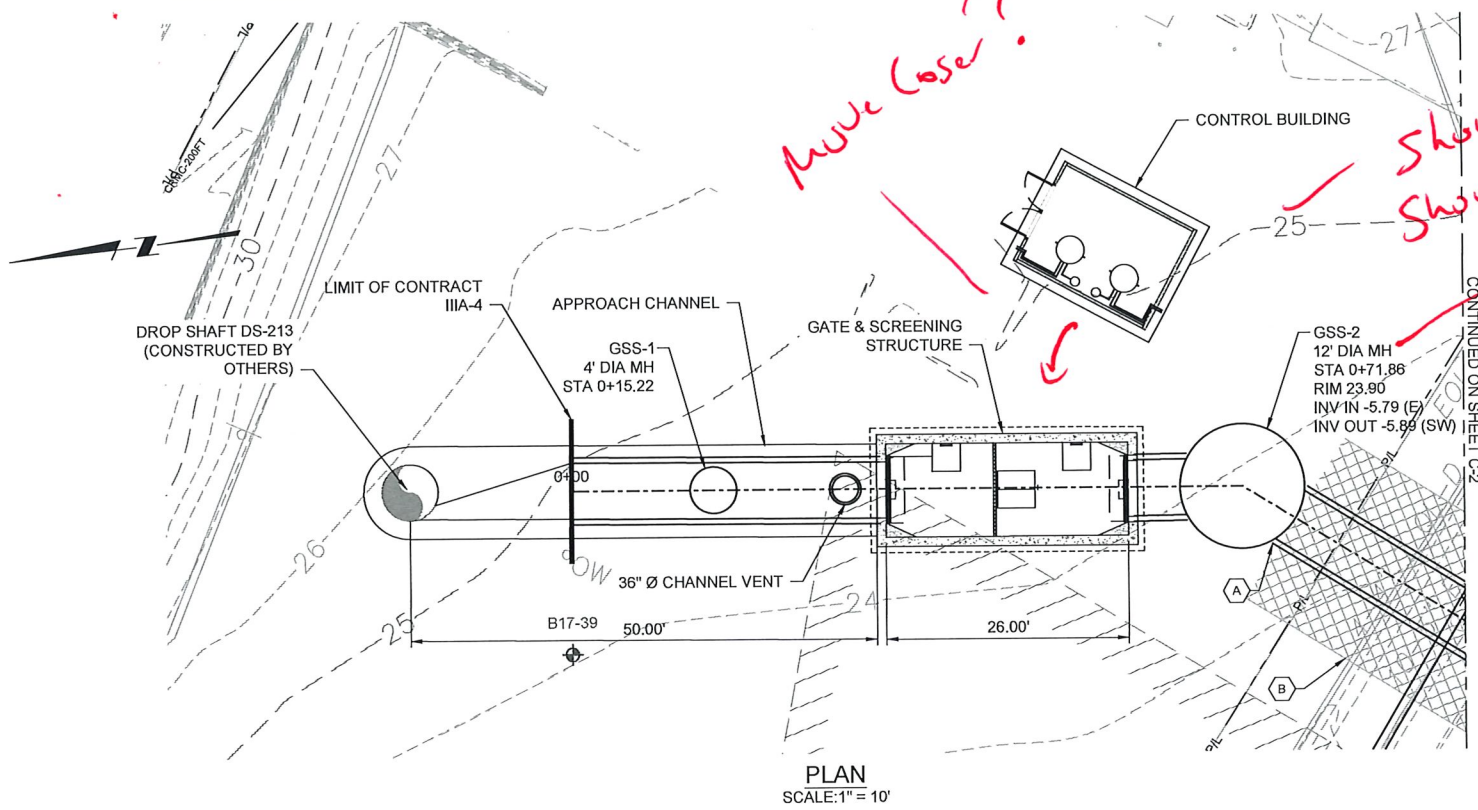 27
Move Closer ?
CONTROL BUILDING
CRMC-200FT
27
25
30
N
LIMIT OF CONTRACT
IIIA-4
APPROACH CHANNEL
DROP SHAFT DS-213
(CONSTRUCTED BY
OTHERS)
GSS-1
4' DIA MH
STA 0+15.22
GATE & SCREENING
STRUCTURE
GSS-2
12' DIA MH
STA 0+71.86
RIM 23.90
INV IN -5.79 (E)
INV OUT -5.89 (SW)
CONTINUED ON SHEET C-2
P/L
0+00
26
36" Ø CHANNEL VENT
24
A
P/L
25
B17-39
50.00'
26.00'
B
P/L
PLAN
SCALE:1" = 10'